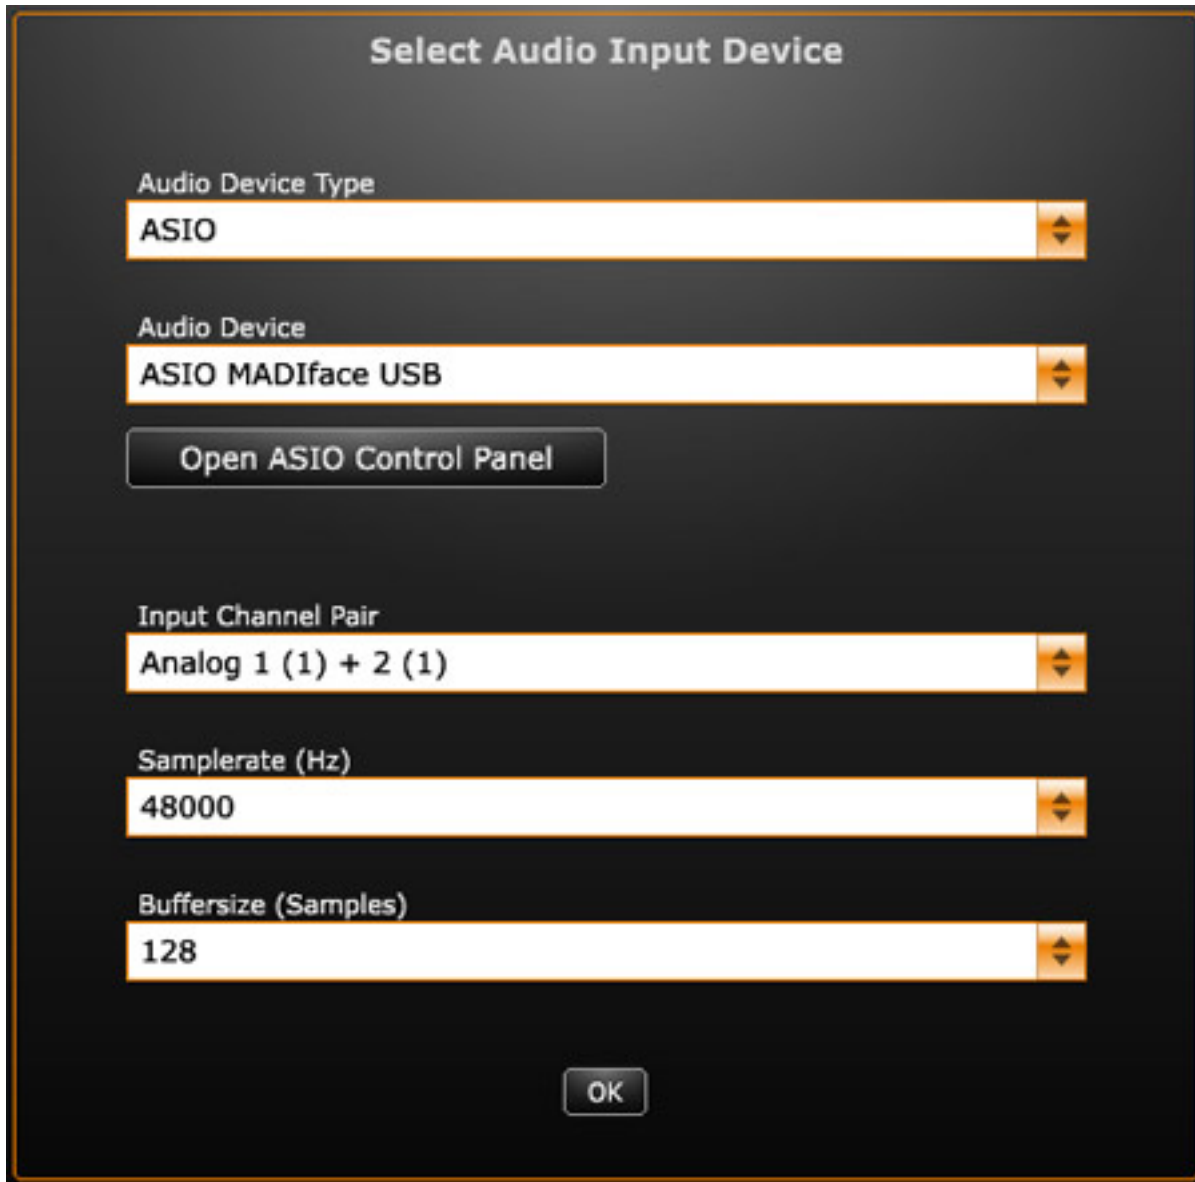 Select Audio Input Device
Audio Device Type
ASIO
Audio Device
ASIO MADIface USB
Open ASIO Control Panel
Input Channel Pair
Analog 1 (1) + 2 (1)
Samplerate (Hz)
48000
Buffersize (Samples)
128
OK